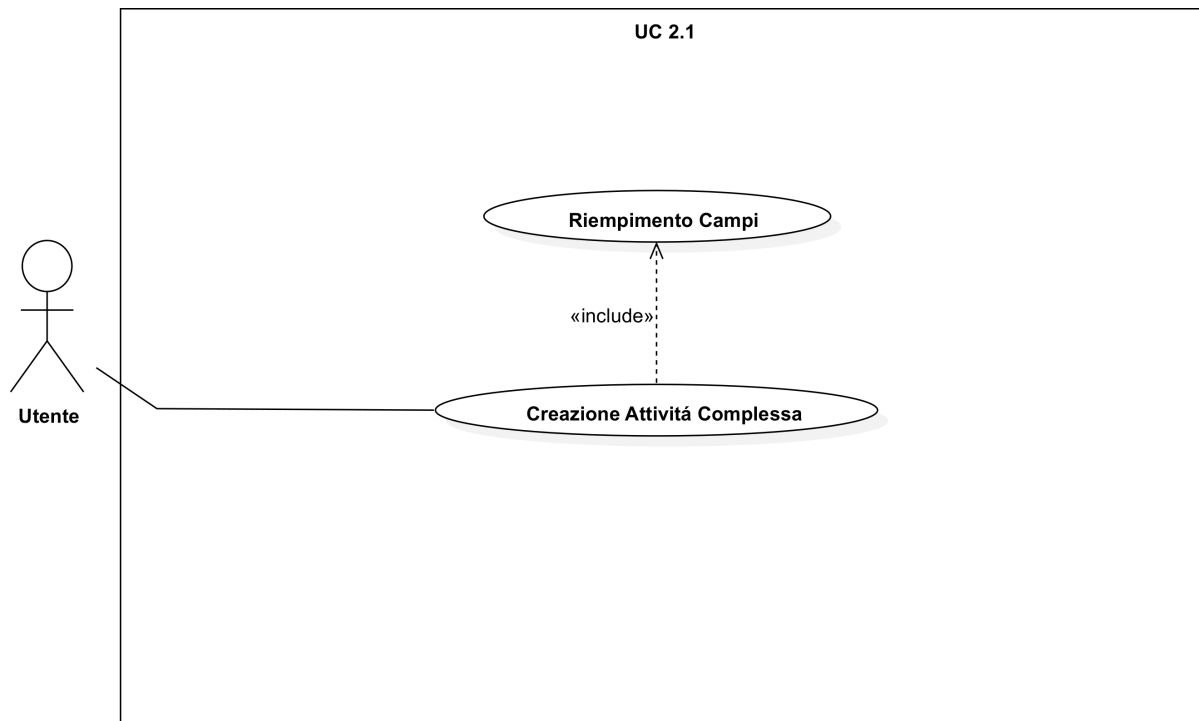 UC 2.1
Riempimento Campi
«include»
Creazione Attivitá Complessa
Utente